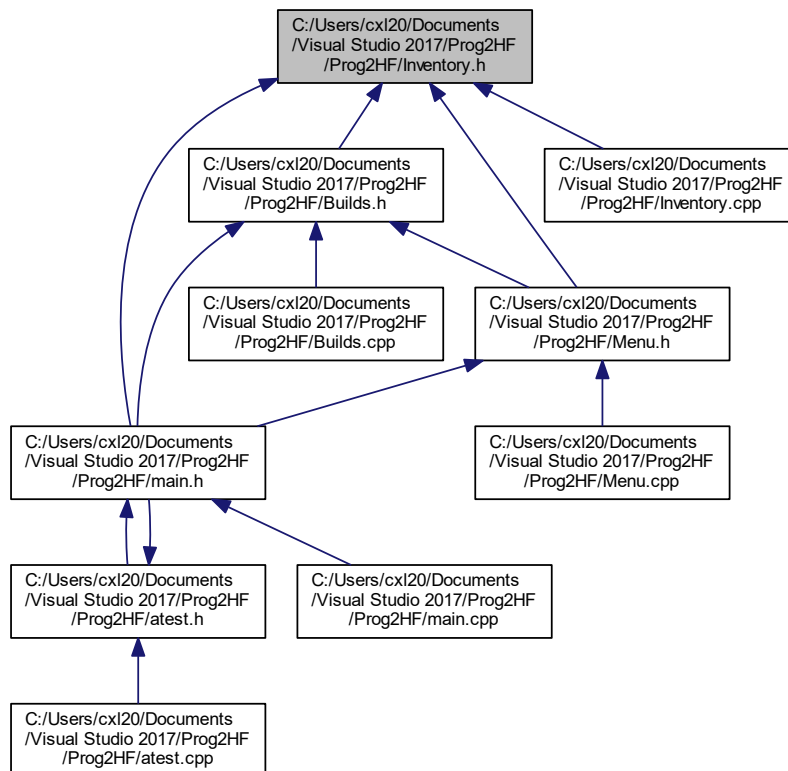 C:/Users/cxl20/Documents
/Visual Studio 2017/Prog2HF
/Prog2HF/Inventory.h
C:/Users/cxl20/Documents
/Visual Studio 2017/Prog2HF
/Prog2HF/Builds.h
C:/Users/cxl20/Documents
/Visual Studio 2017/Prog2HF
/Prog2HF/Inventory.cpp
C:/Users/cxl20/Documents
/Visual Studio 2017/Prog2HF
/Prog2HF/Builds.cpp
C:/Users/cxl20/Documents
/Visual Studio 2017/Prog2HF
/Prog2HF/Menu.h
C:/Users/cxl20/Documents
/Visual Studio 2017/Prog2HF
/Prog2HF/main.h
C:/Users/cxl20/Documents
/Visual Studio 2017/Prog2HF
/Prog2HF/Menu.cpp
C:/Users/cxl20/Documents
/Visual Studio 2017/Prog2HF
/Prog2HF/atest.h
C:/Users/cxl20/Documents
/Visual Studio 2017/Prog2HF
/Prog2HF/main.cpp
C:/Users/cxl20/Documents
/Visual Studio 2017/Prog2HF
/Prog2HF/atest.cpp